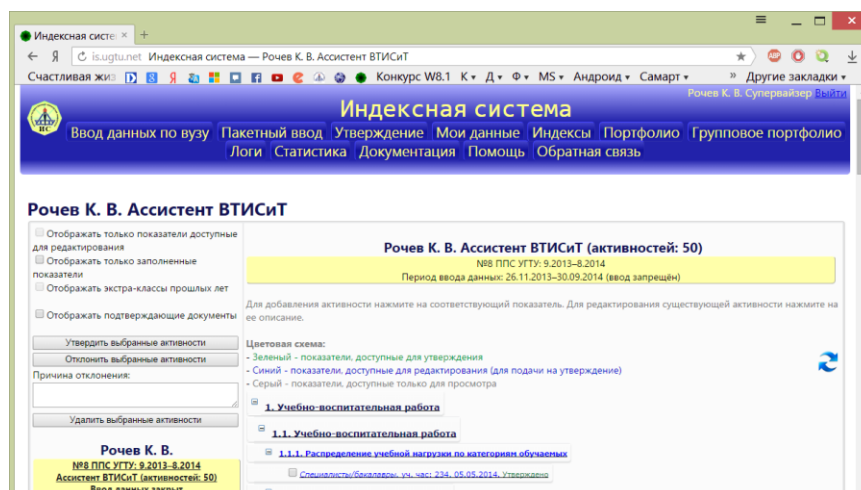 Индексная систе × +
is.ugtu.net Индексная система — Рочев К. В. Ассистент ВТИСиТ
Счастливая жиз Конкурс W8.1 К ▾ Д ▾ Ф ▾ MS ▾ Андроид ▾ Самарт ▾ » Другие закладки ▾
Рочев К. В. Супервайзер Выйти
Индексная система
Ввод данных по вузу Пакетный ввод Утверждение Мои данные Индексы Портфолио Групповое портфолио
Логи Статистика Документация Помощь Обратная связь
Рочев К. В. Ассистент ВТИСиТ
Отображать только показатели доступные
для редактирования
Отображать только заполненные
показатели
Отображать экстра-классы прошлых лет
Отображать подтверждающие документы
Утвердить выбранные активности
Отклонить выбранные активности
Причина отклонения:
Удалить выбранные активности
Рочев К. В.
№8 ППС УГТУ: 9.2013–8.2014
Ассистент ВТИСиТ (активностей: 50)
Ввод данных закрыт
Рочев К. В. Ассистент ВТИСиТ (активностей: 50)
№8 ППС УГТУ: 9.2013–8.2014
Период ввода данных: 26.11.2013–30.09.2014 (ввод запрещён)
Для добавления активности нажмите на соответствующий показатель. Для редактирования существующей активности нажмите на
ее описание.
Цветовая схема:
- Зеленый - показатели, доступные для утверждения
- Синий - показатели, доступные для редактирования (для подачи на утверждение)
- Серый - показатели, доступные только для просмотра
1. Учебно-воспитательная работа
1.1. Учебно-воспитательная работа
1.1.1. Распределение учебной нагрузки по категориям обучаемых
Специалисты/бакалавры, уч. час: 234, 05.05.2014, Утверждено